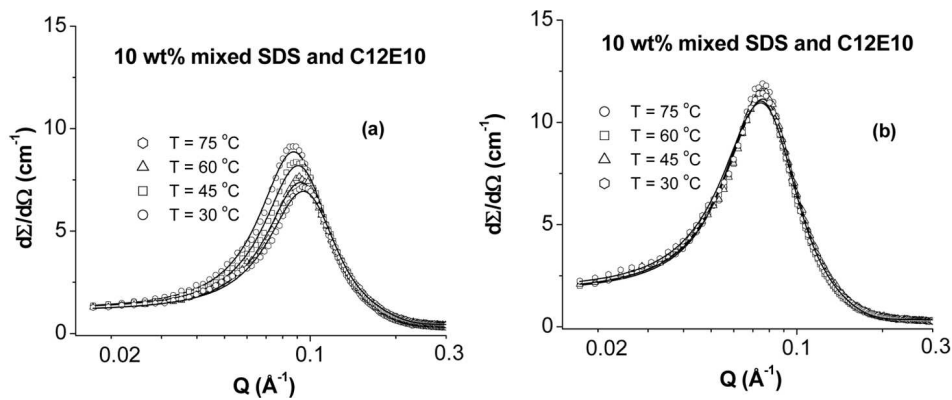 15
10 wt% mixed SDS and C12E10
10
dΣ/dΩ (cm⁻¹)
(a)
T = 75 °C
T = 60 °C
T = 45 °C
T = 30 °C
5
0
0.02
0.1
0.3
Q (Å⁻¹)
15
10 wt% mixed SDS and C12E10
10
dΣ/dΩ (cm⁻¹)
(b)
T = 75 °C
T = 60 °C
T = 45 °C
T = 30 °C
5
0
0.02
0.1
0.3
Q (Å⁻¹)